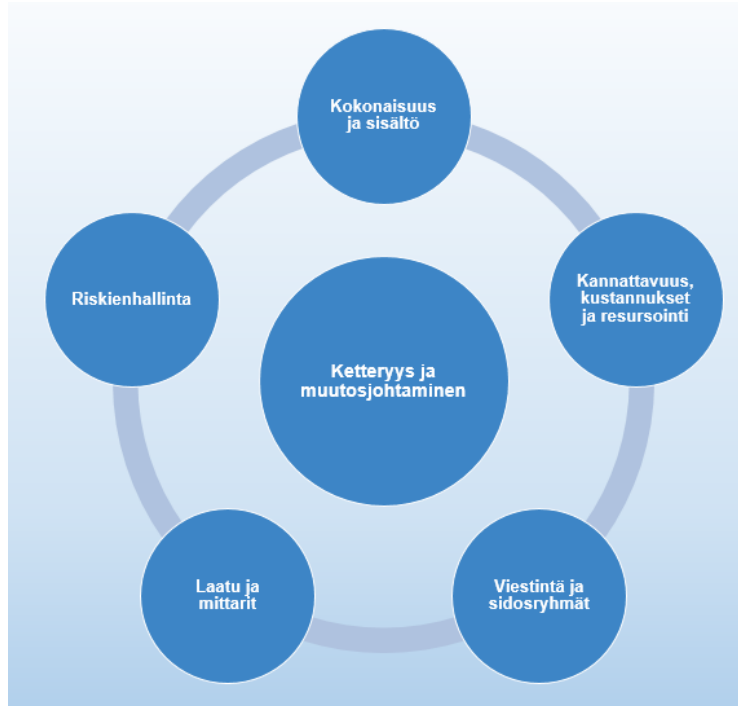 Kokonaisuus
ja sisältö
Kannattavuus,
kustannukset
ja resursointi
Viestintä ja
sidosryhmät
Laatu ja
mittarit
Riskienhallinta
Ketteryys ja
muutosjohtaminen